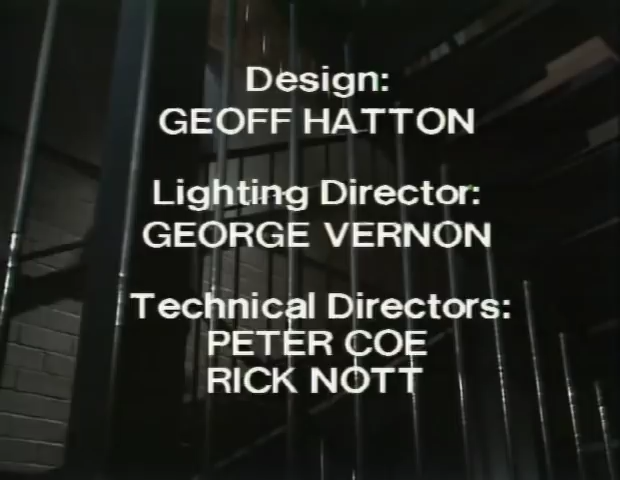 Design:
GEOFF HATTON
Lighting Director:
GEORGE VERNON
Technical Directors:
PETER COE
RICK NOTT